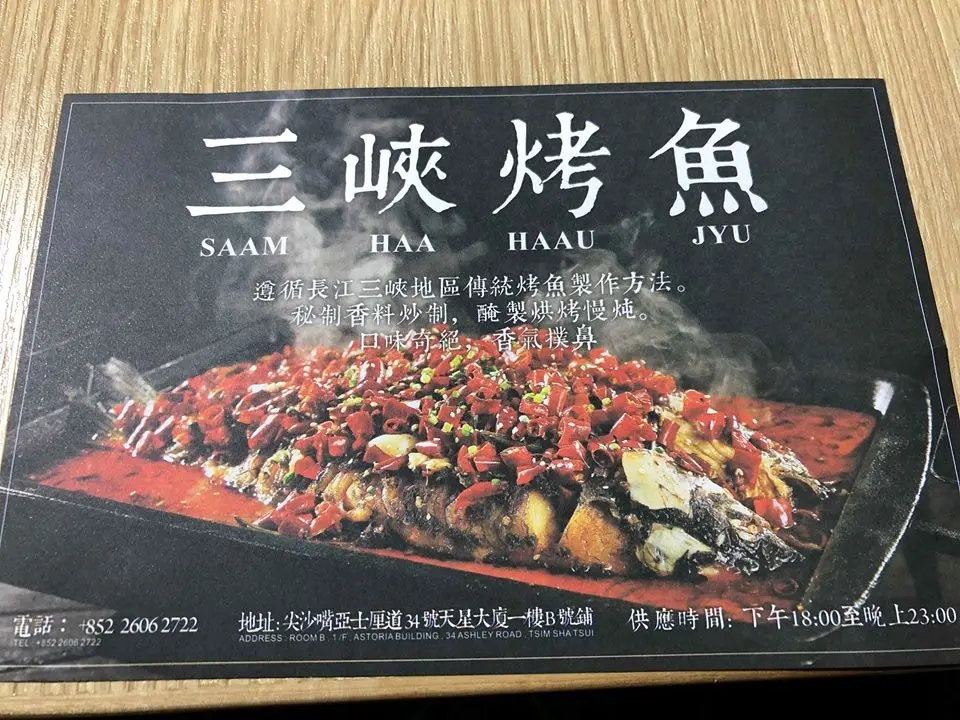 三峽烤魚
SAAM HAA HAAU JYU
遵循長江三峽地區傳統烤魚製作方法。
秘制香料炒制，醃製烘烤慢炖。
口味奇絕，香氣撲鼻
電話：+852 2606 2722
TEL：+852 2606 2722
地址：尖沙嘴亞士厘道34號天星大廈一樓B號鋪
ADDRESS：ROOM B．1/F．ASTORIA BUILDING．34 ASHLEY ROAD．TSIM SHA TSUI
供應時間：下午18:00至晚上23:00